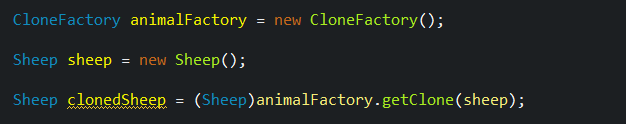 CloneFactory animalFactory = new CloneFactory();
Sheep sheep = new Sheep();
Sheep clonedSheep = (Sheep)animalFactory.getClone(sheep);